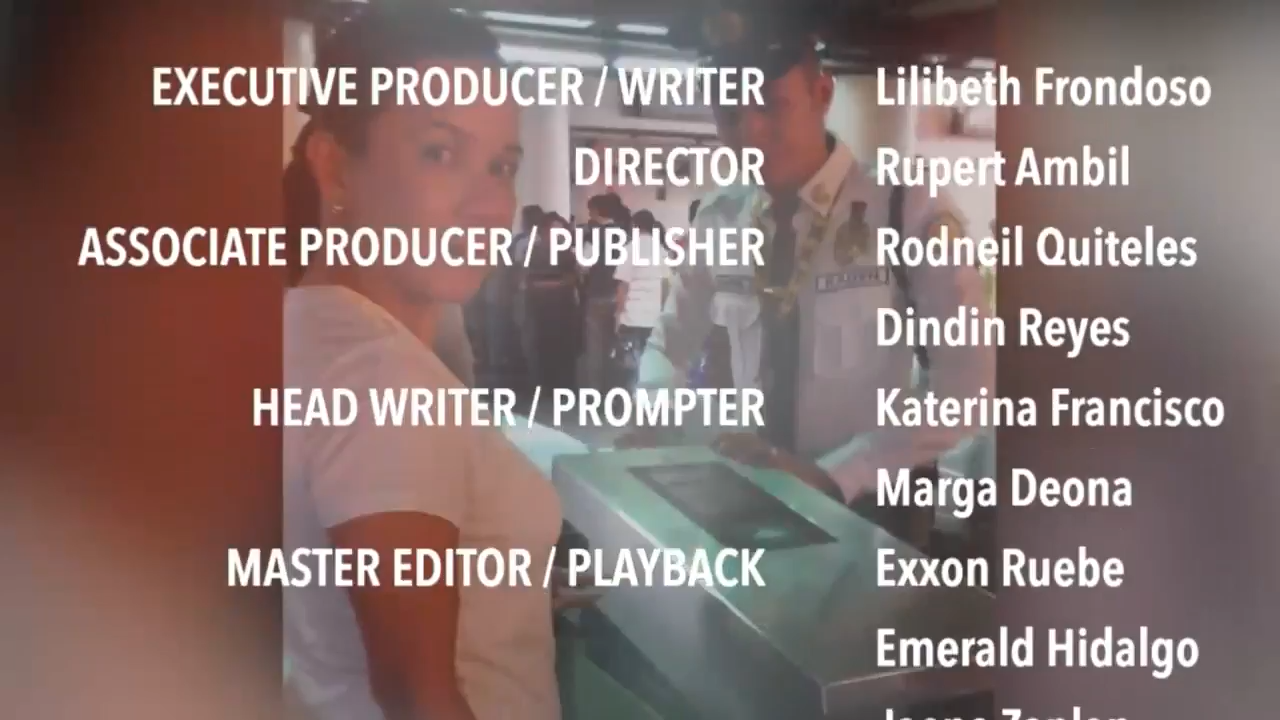 EXECUTIVE PRODUCER / WRITER Lilibeth Frondoso
DIRECTOR Rupert Ambil
ASSOCIATE PRODUCER / PUBLISHER Rodneil Quiteles
Dindin Reyes
HEAD WRITER / PROMPTER Katerina Francisco
Marga Deona
MASTER EDITOR / PLAYBACK Exxon Ruebe
Emerald Hidalgo